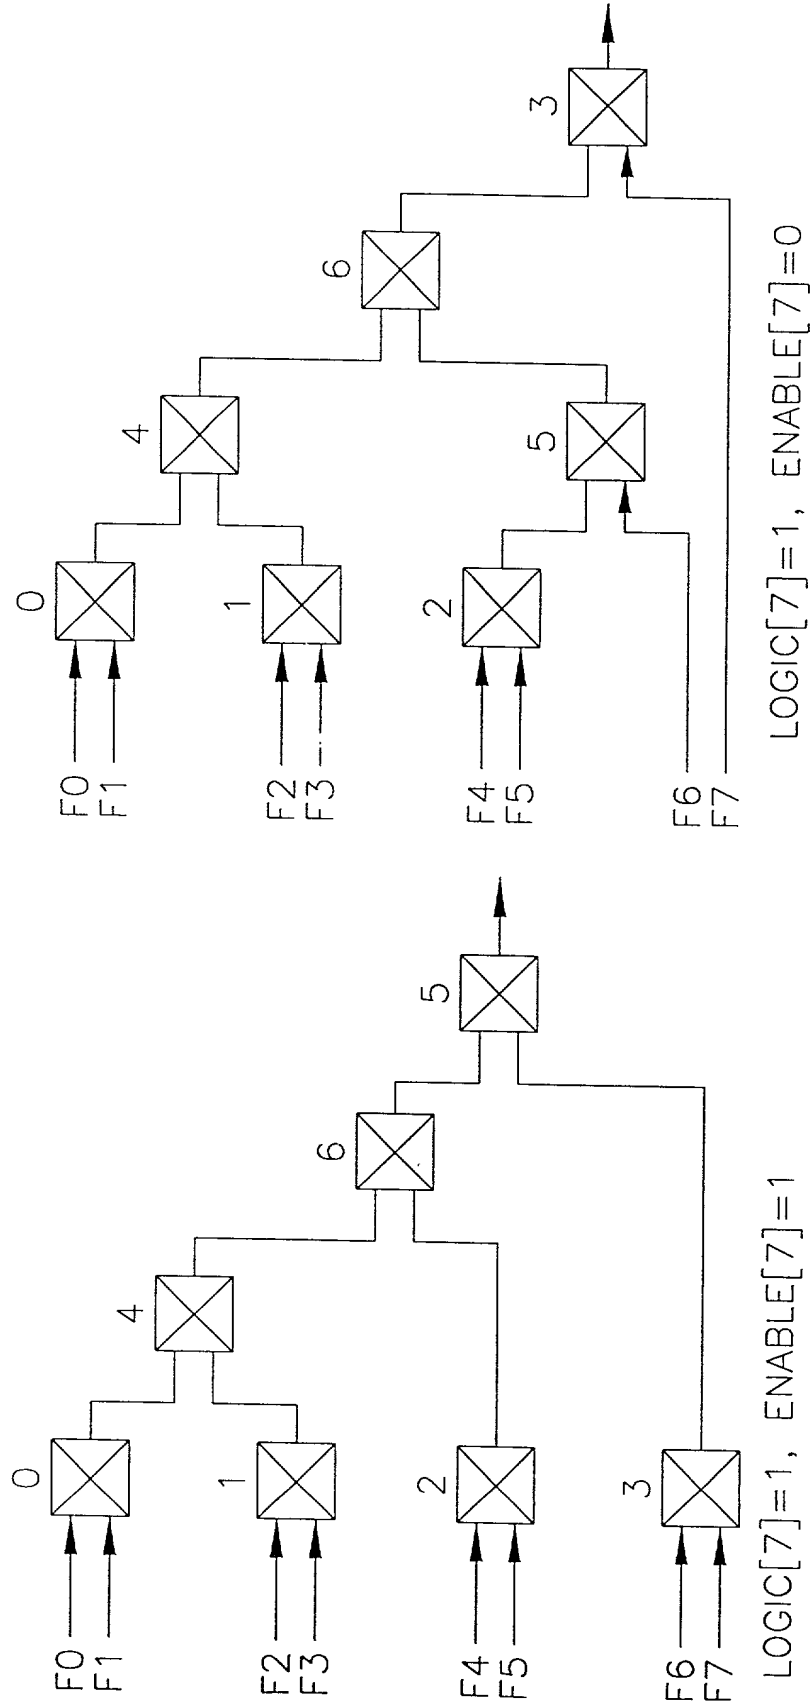 0
4
6
3
F0
F1
1
F2
F3
2
5
F4
F5
F6
F7
LOGIC[7]=1, ENABLE[7]=0
0
4
6
5
F0
F1
1
F2
F3
2
F4
F5
3
F6
F7
LOGIC[7]=1, ENABLE[7]=1